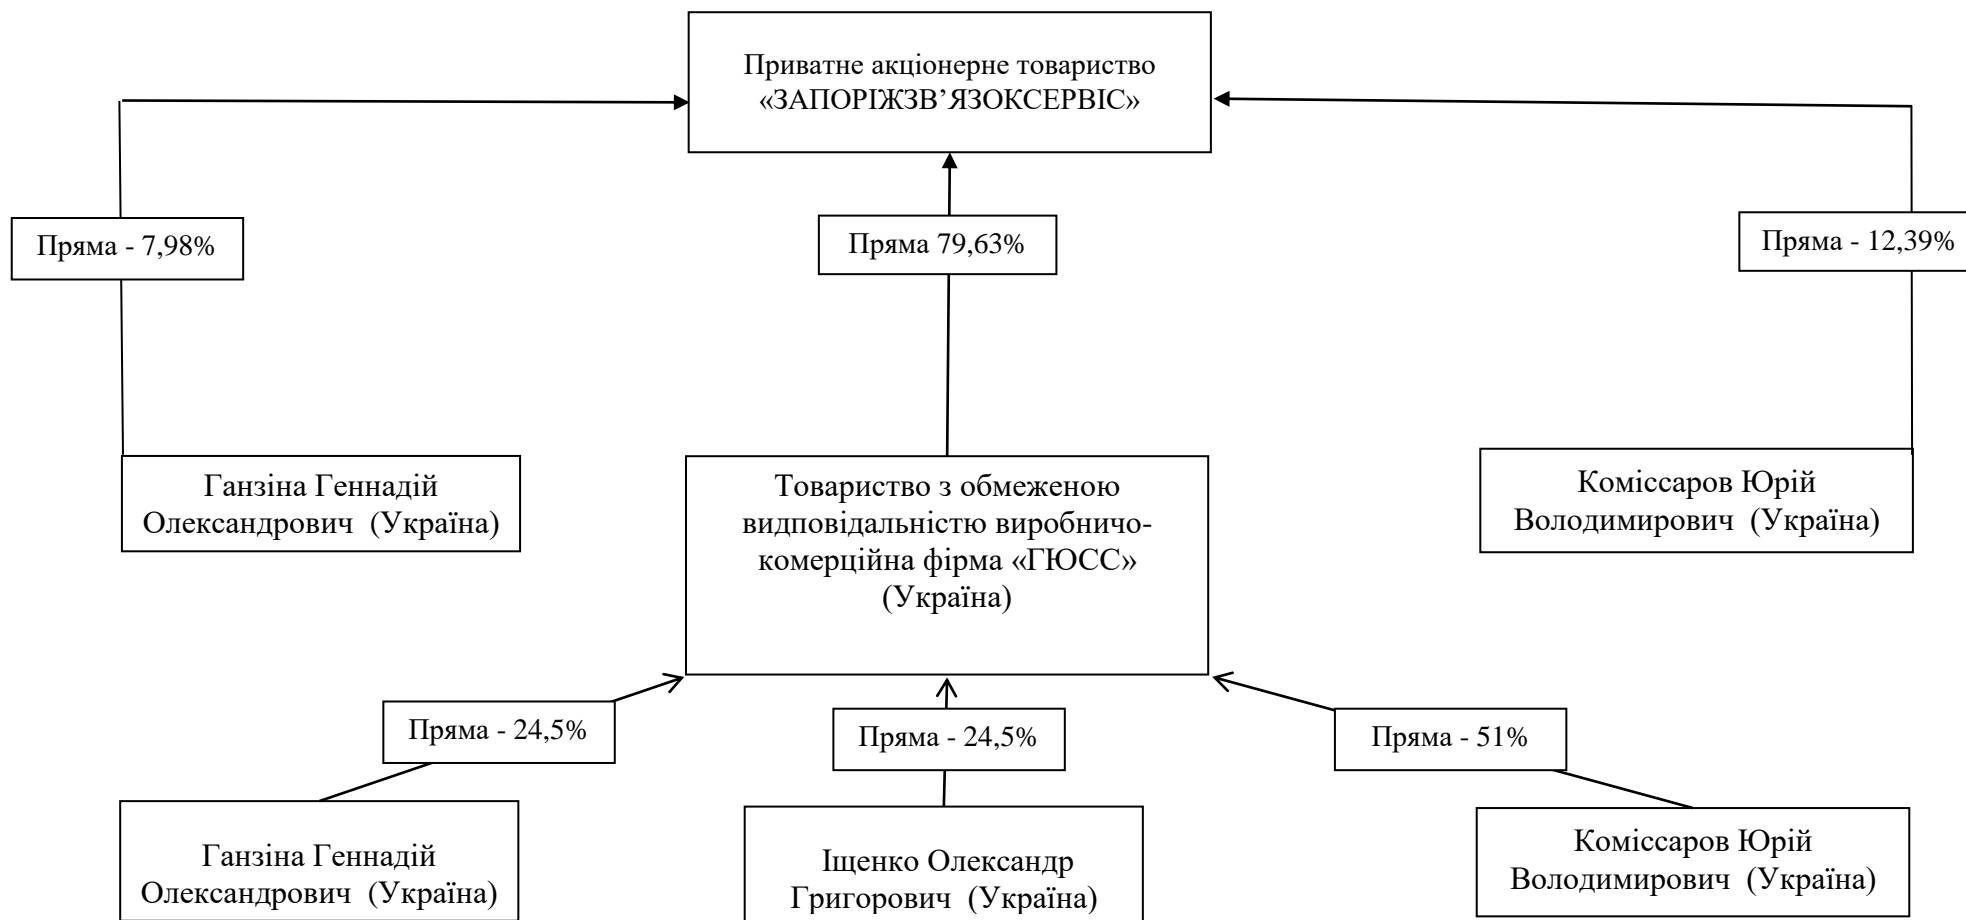 Приватне акціонерне товариство
«ЗАПОРІЖЗВ’ЯЗОКСЕРВІС»
Пряма - 7,98%
Пряма 79,63%
Пряма - 12,39%
Ганзіна Геннадій
Олександрович (Україна)
Товариство з обмеженою
видповідальністю виробничо-
комерційна фірма «ГЮСС»
(Україна)
Коміссаров Юрій
Володимирович (Україна)
Пряма - 24,5%
Пряма - 24,5%
Пряма - 51%
Ганзіна Геннадій
Олександрович (Україна)
Іщенко Олександр
Григорович (Україна)
Коміссаров Юрій
Володимирович (Україна)